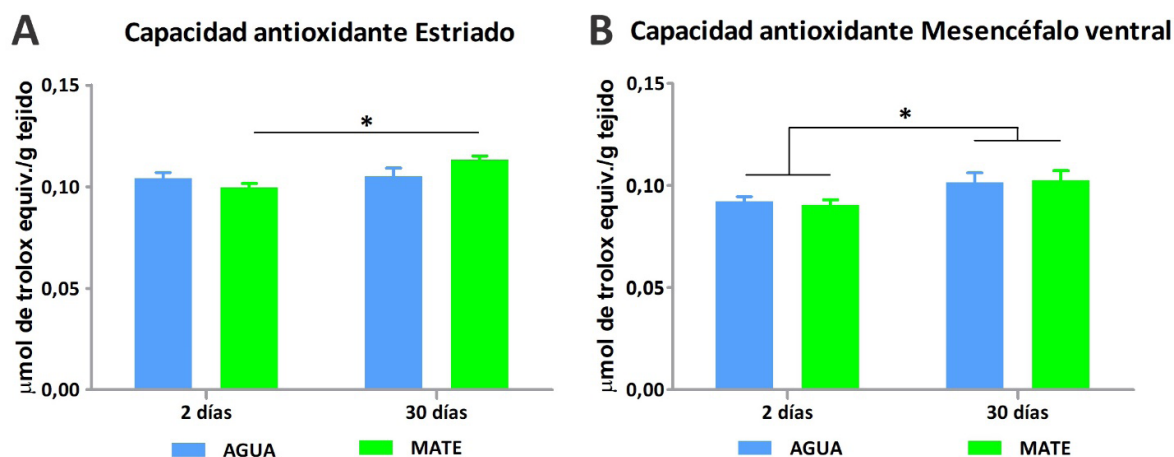 A Capacidad antioxidante Estriado
μmol de trolox equiv./g tejido
0,15
0,10
0,05
0,00
*
2 días
30 días
AGUA
MATE
B Capacidad antioxidante Mesencéfalo ventral
μmol de trolox equiv./g tejido
0,15
0,10
0,05
0,00
*
2 días
30 días
AGUA
MATE